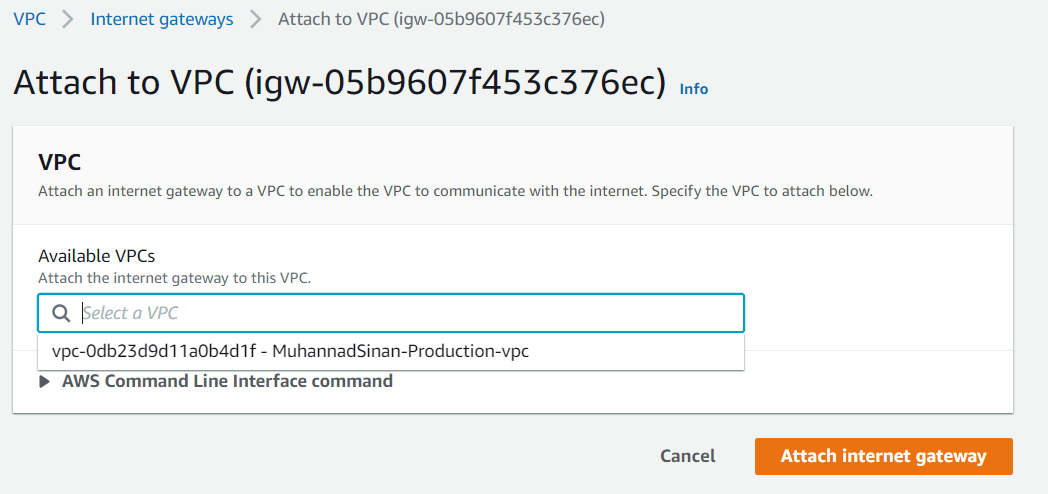 VPC > Internet gateways > Attach to VPC (igw-05b9607f453c376ec)
Attach to VPC (igw-05b9607f453c376ec) Info
VPC
Attach an internet gateway to a VPC to enable the VPC to communicate with the internet. Specify the VPC to attach below.
Available VPCs
Attach the internet gateway to this VPC.
Select a VPC
vpc-0db23d9d11a0b4d1f - MuhannadSinan-Production-vpc
AWS Command Line Interface command
Cancel Attach internet gateway